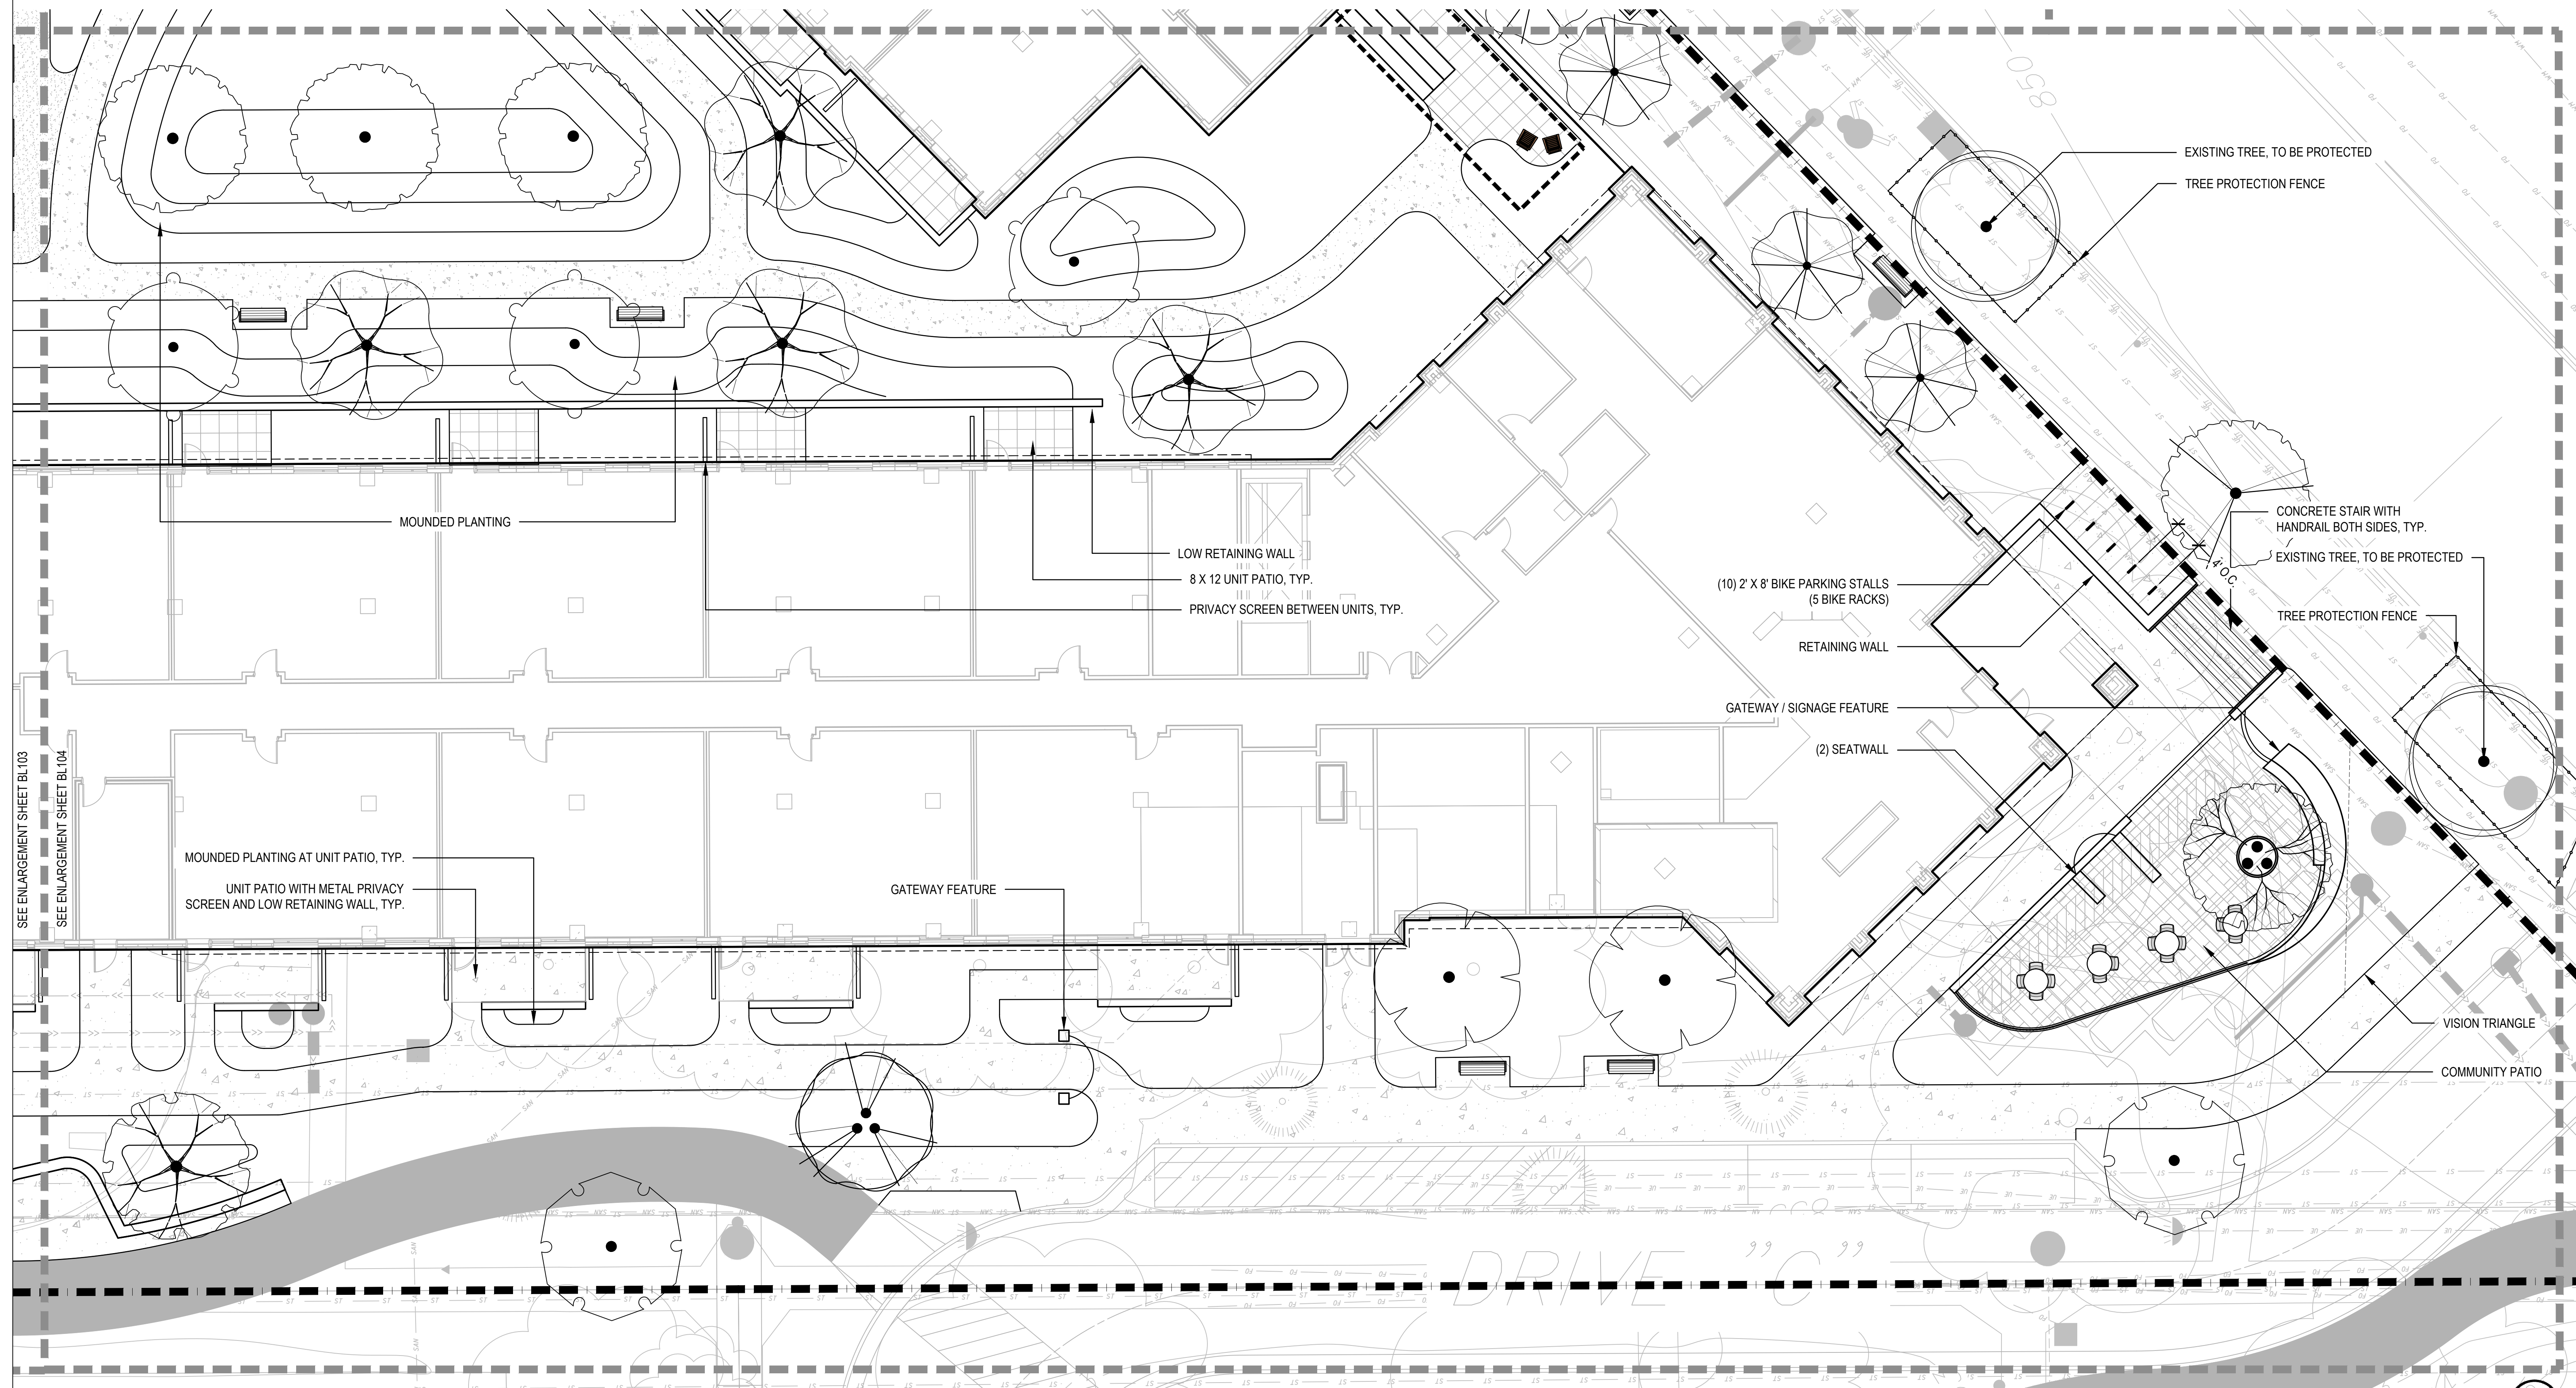 EXISTING TREE, TO BE PROTECTED
TREE PROTECTION FENCE
MOUNDED PLANTING
LOW RETAINING WALL
8 X 12 UNIT PATIO, TYP.
PRIVACY SCREEN BETWEEN UNITS, TYP.
CONCRETE STAIR WITH
HANDRAIL BOTH SIDES, TYP.
EXISTING TREE, TO BE PROTECTED
4' O.C.
(10) 2' X 8' BIKE PARKING STALLS
(5 BIKE RACKS)
TREE PROTECTION FENCE
RETAINING WALL
GATEWAY / SIGNAGE FEATURE
(2) SEATWALL
SEE ENLARGEMENT SHEET BL103
SEE ENLARGEMENT SHEET BL104
MOUNDED PLANTING AT UNIT PATIO, TYP.
UNIT PATIO WITH METAL PRIVACY
SCREEN AND LOW RETAINING WALL, TYP.
GATEWAY FEATURE
VISION TRIANGLE
COMMUNITY PATIO
DRIVE "C"
850